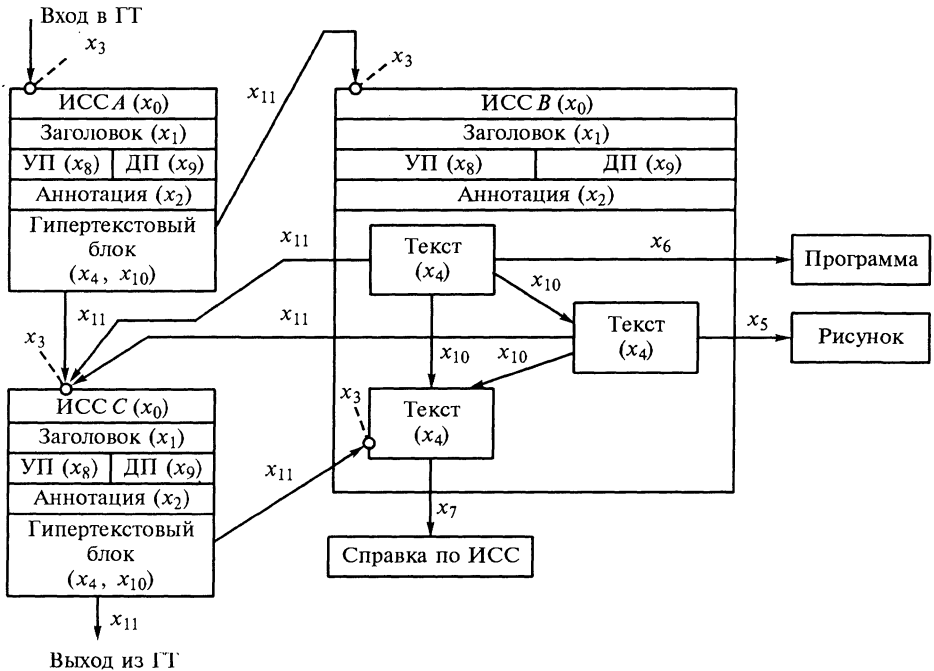 Вход в ГТ
x3
ИСС A (x0)
Заголовок (x1)
УП (x8) ДП (x9)
Аннотация (x2)
Гипертекстовый
блок
(x4, x10)
x11
x3
ИСС B (x0)
Заголовок (x1)
УП (x8) ДП (x9)
Аннотация (x2)
x11
Текст
(x4)
x6
Программа
x10
x11
x11
Текст
(x4)
x5
Рисунок
x3
x10
x10
ИСС C (x0)
Заголовок (x1)
УП (x8) ДП (x9)
Аннотация (x2)
Гипертекстовый
блок
(x4, x10)
x3
Текст
(x4)
x11
x7
Справка по ИСС
x11
Выход из ГТ